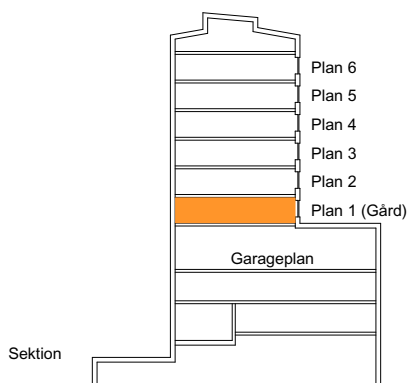 Plan 6
Plan 5
Plan 4
Plan 3
Plan 2
Plan 1 (Gård)
Garageplan
Sektion